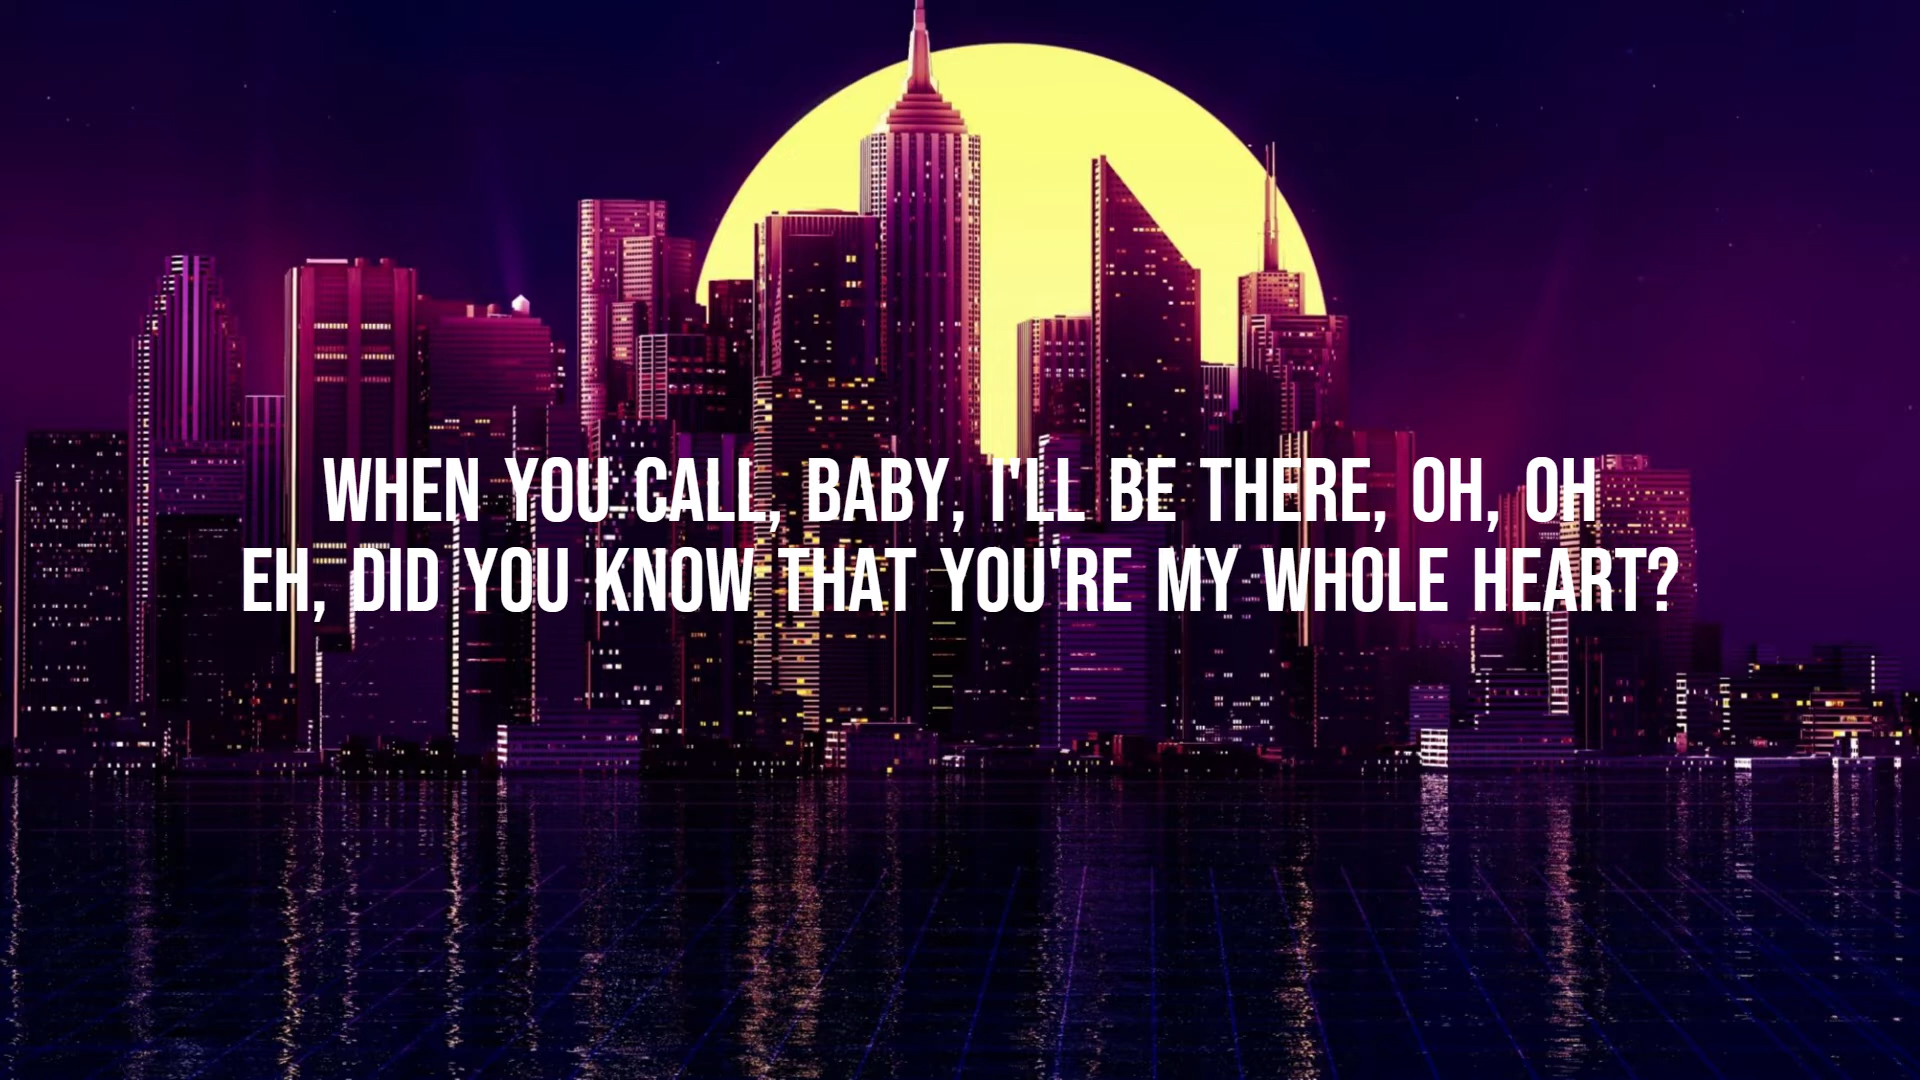 WHEN YOU CALL, BABY, I'LL BE THERE, OH, OH
EH, DID YOU KNOW THAT YOU'RE MY WHOLE HEART?